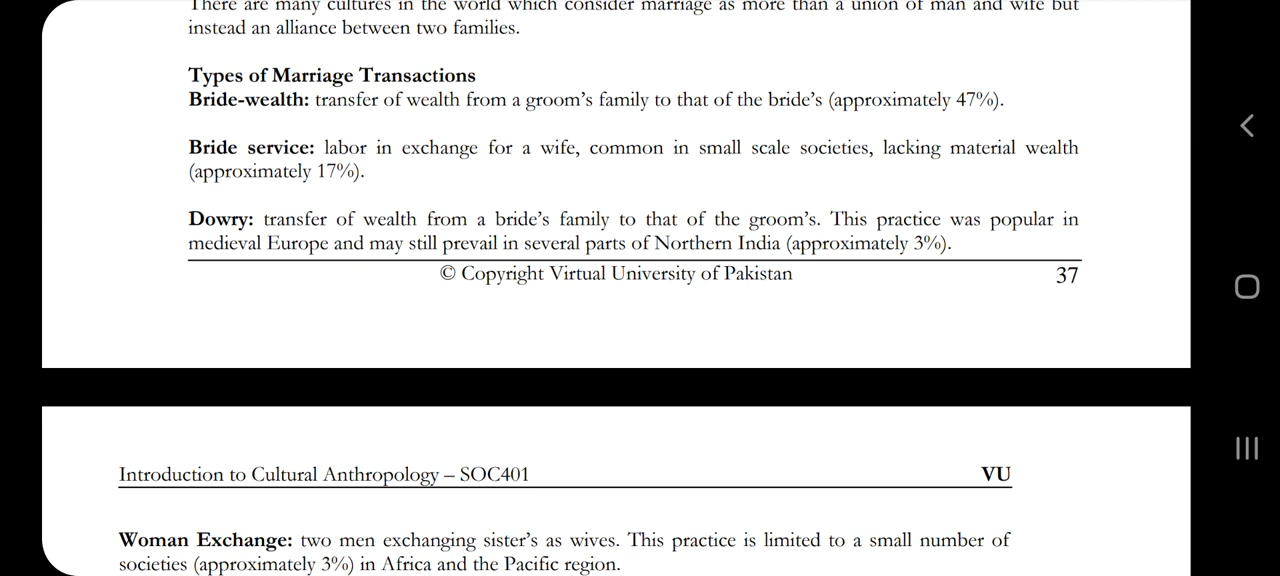 There are many cultures in the world which consider marriage as more than a union of man and wife but
instead an alliance between two families.
Types of Marriage Transactions
Bride-wealth: transfer of wealth from a groom's family to that of the bride's (approximately 47%).
Bride service: labor in exchange for a wife, common in small scale societies, lacking material wealth
(approximately 17%).
Dowry: transfer of wealth from a bride's family to that of the groom's. This practice was popular in
medieval Europe and may still prevail in several parts of Northern India (approximately 3%).
© Copyright Virtual University of Pakistan 37
Introduction to Cultural Anthropology – SOC401 VU
Woman Exchange: two men exchanging sister's as wives. This practice is limited to a small number of
societies (approximately 3%) in Africa and the Pacific region.